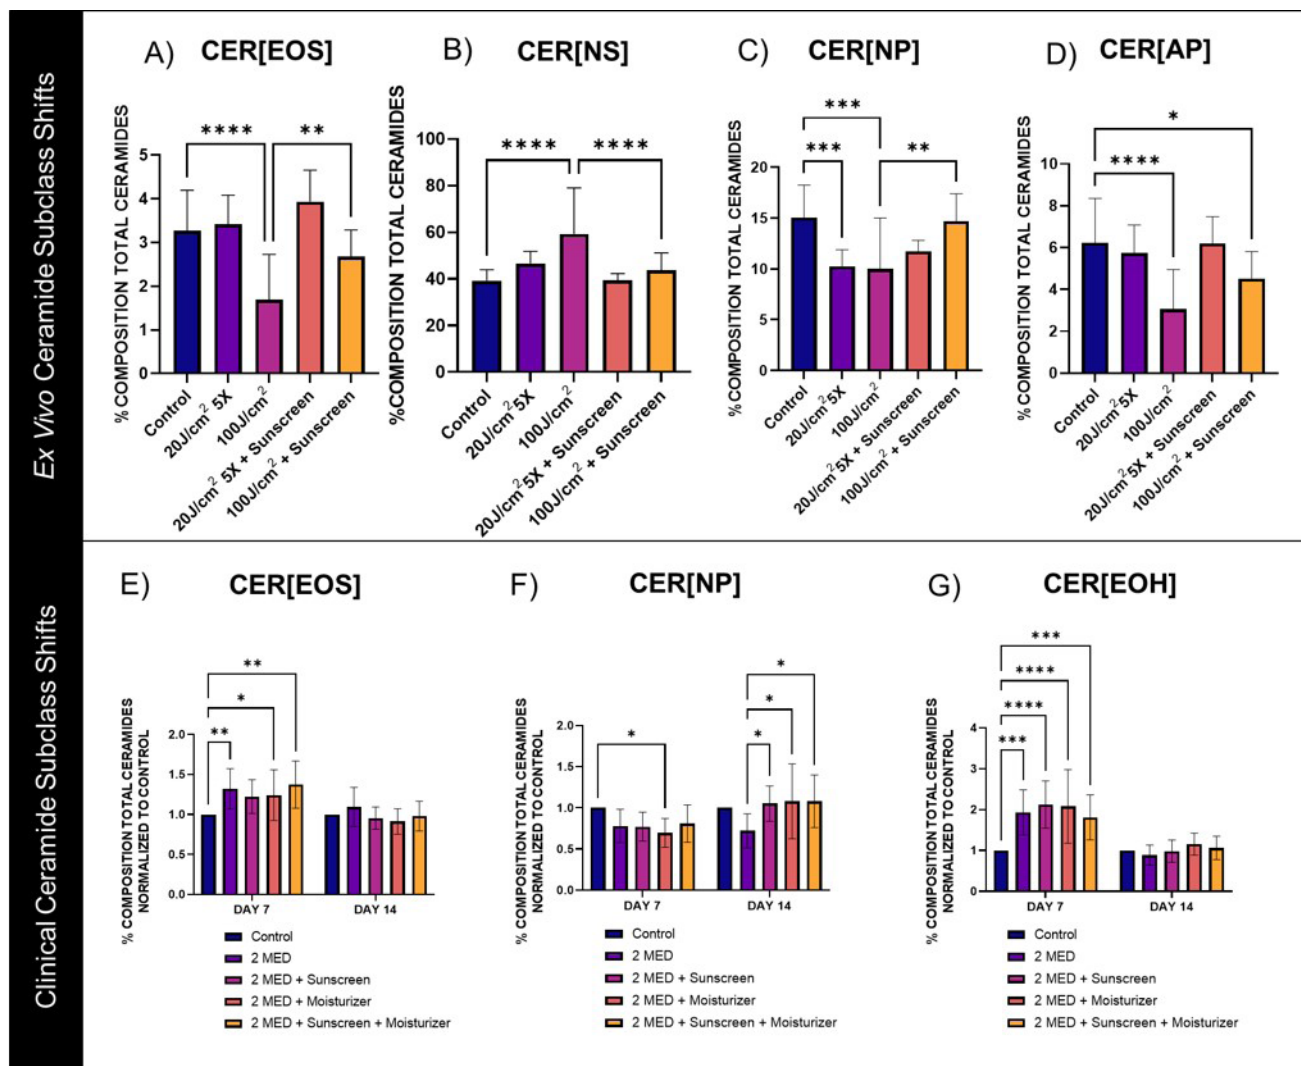 Ex Vivo Ceramide Subclass Shifts
A) CER[EOS]
%COMPOSITION TOTAL CERAMIDES
5
4
3
2
1
0
****
**
Control
20J/cm² 5X
100J/cm²
20J/cm² 5X + Sunscreen
100J/cm² + Sunscreen
B) CER[NS]
%COMPOSITION TOTAL CERAMIDES
100
80
60
40
20
0
****
****
Control
20J/cm² 5X
100J/cm²
20J/cm² 5X + Sunscreen
100J/cm² + Sunscreen
C) CER[NP]
%COMPOSITION TOTAL CERAMIDES
20
15
10
5
0
***
***
**
Control
20J/cm² 5X
100J/cm²
20J/cm² 5X + Sunscreen
100J/cm² + Sunscreen
D) CER[AP]
%COMPOSITION TOTAL CERAMIDES
10
8
6
4
2
0
*
****
Control
20J/cm² 5X
100J/cm²
20J/cm² 5X + Sunscreen
100J/cm² + Sunscreen
Clinical Ceramide Subclass Shifts
E) CER[EOS]
% COMPOSITION TOTAL CERAMIDES
NORMALIZED TO CONTROL
2.0
1.5
1.0
0.5
0.0
**
*
**
DAY 7
DAY 14
Control
2 MED
2 MED + Sunscreen
2 MED + Moisturizer
2 MED + Sunscreen + Moisturizer
F) CER[NP]
% COMPOSITION TOTAL CERAMIDES
NORMALIZED TO CONTROL
2.0
1.5
1.0
0.5
0.0
*
*
*
*
DAY 7
DAY 14
Control
2 MED
2 MED + Sunscreen
2 MED + Moisturizer
2 MED + Sunscreen + Moisturizer
G) CER[EOH]
% COMPOSITION TOTAL CERAMIDES
NORMALIZED TO CONTROL
4
3
2
1
0
***
****
****
***
DAY 7
DAY 14
Control
2 MED
2 MED + Sunscreen
2 MED + Moisturizer
2 MED + Sunscreen + Moisturizer